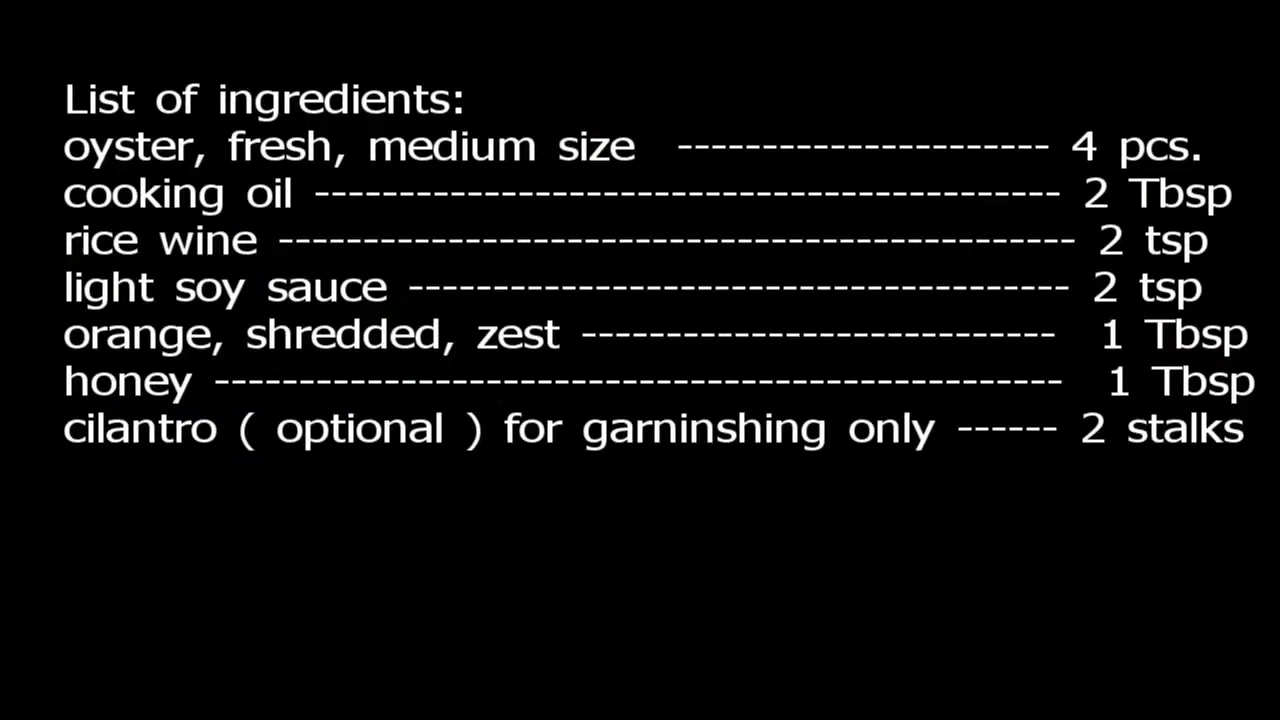 List of ingredients:
oyster, fresh, medium size ---------------------- 4 pcs.
cooking oil -------------------------------------------- 2 Tbsp
rice wine ----------------------------------------------- 2 tsp
light soy sauce --------------------------------------- 2 tsp
orange, shredded, zest ---------------------------- 1 Tbsp
honey -------------------------------------------------- 1 Tbsp
cilantro ( optional ) for garninshing only ------ 2 stalks